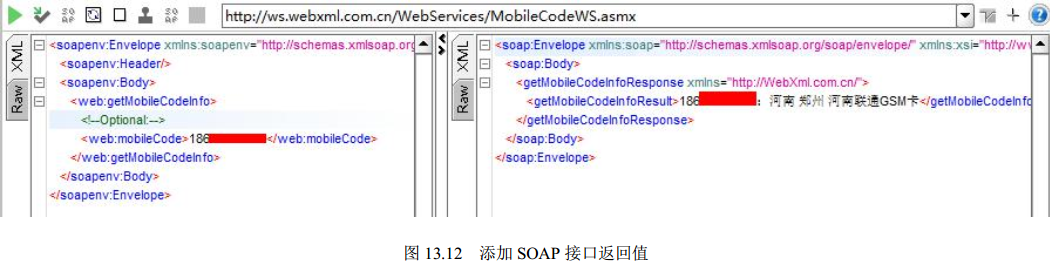 http://ws.webxml.com.cn/WebServices/MobileCodeWS.asmx
XML
Raw
<soapenv:Envelope xmlns:soapenv="http://schemas.xmlsoap.org
<soapenv:Header/>
<soapenv:Body>
<web:getMobileCodeInfo>
<!--Optional:-->
<web:mobileCode>186</web:mobileCode>
</web:getMobileCodeInfo>
</soapenv:Body>
</soapenv:Envelope>
XML
Raw
<soap:Envelope xmlns:soap="http://schemas.xmlsoap.org/soap/envelope/" xmlns:xsi="http://w
<soap:Body>
<getMobileCodeInfoResponse xmlns="http://WebXml.com.cn/">
<getMobileCodeInfoResult>186：河南 郑州 河南联通GSM卡</getMobileCodeInfo
</getMobileCodeInfoResponse>
</soap:Body>
</soap:Envelope>
图 13.12 添加 SOAP 接口返回值